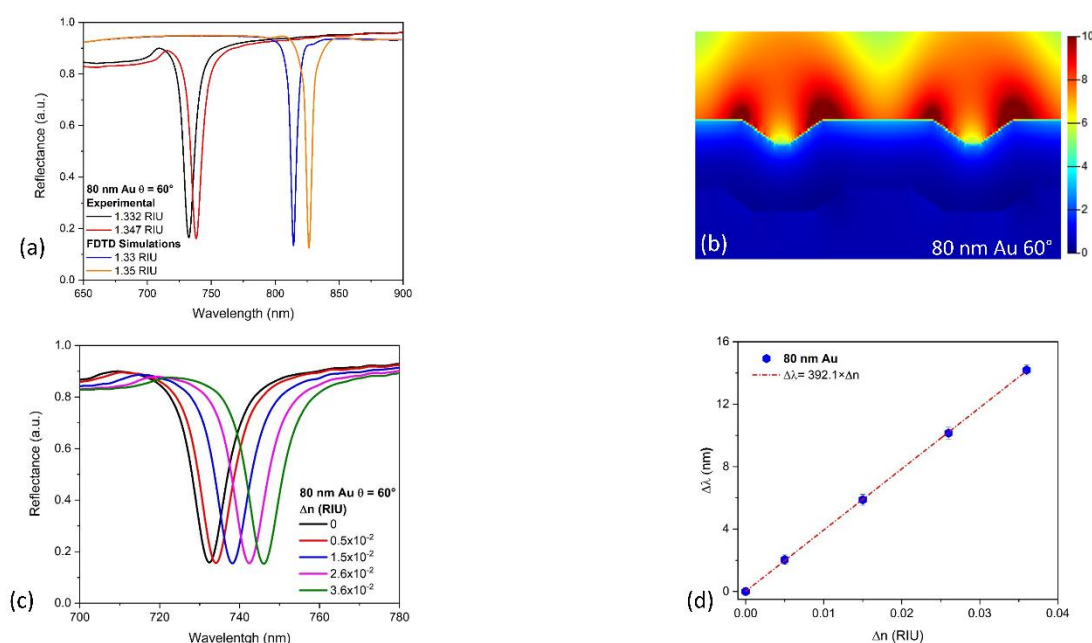 1.0
0.8
0.6
0.4
0.2
0.0
Reflectance (a.u.)
80 nm Au θ = 60°
Experimental
1.332 RIU
1.347 RIU
FDTD Simulations
1.33 RIU
1.35 RIU
650 700 750 800 850 900
Wavelength (nm)
(a)
10
8
6
4
2
0
80 nm Au 60°
(b)
1.0
0.8
0.6
0.4
0.2
0.0
Reflectance (a.u.)
80 nm Au θ = 60°
Δn (RIU)
0
0.5x10⁻²
1.5x10⁻²
2.6x10⁻²
3.6x10⁻²
700 720 740 760 780
Wavelentgh (nm)
(c)
16
12
8
4
0
Δλ (nm)
80 nm Au
Δλ= 392.1×Δn
0.00 0.01 0.02 0.03 0.04
Δn (RIU)
(d)